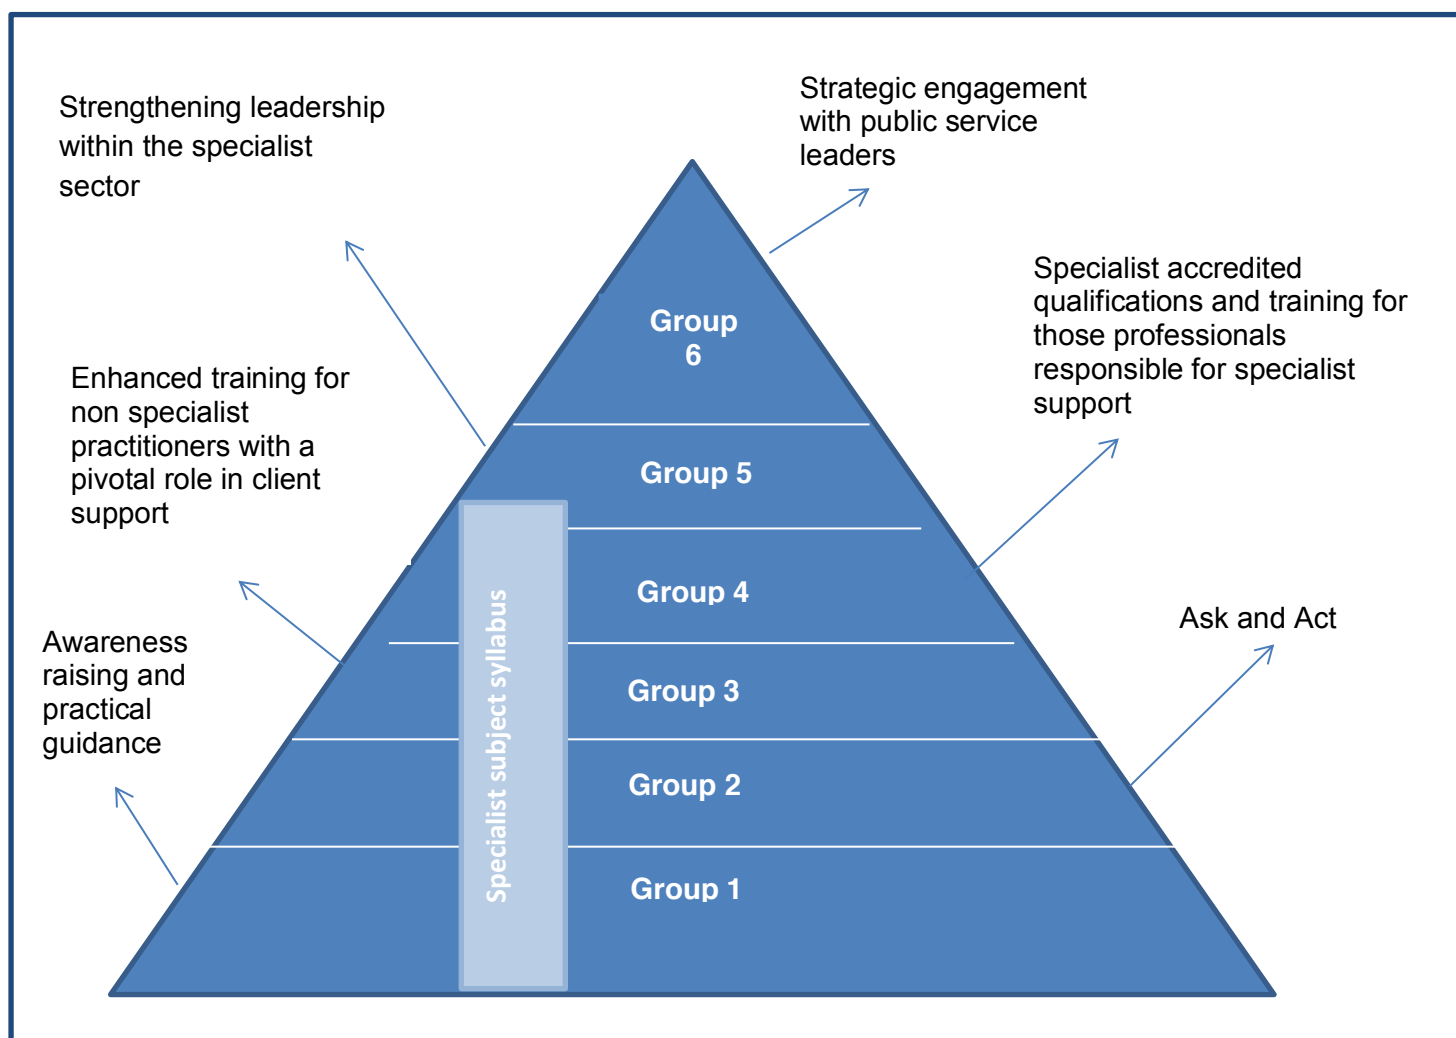 Strengthening leadership
within the specialist
sector
Strategic engagement
with public service
leaders
Specialist accredited
qualifications and training for
those professionals
responsible for specialist
support
Enhanced training for
non specialist
practitioners with a
pivotal role in client
support
Ask and Act
Awareness
raising and
practical
guidance
Group
6
Group 5
Group 4
Group 3
Group 2
Group 1
Specialist subject syllabus